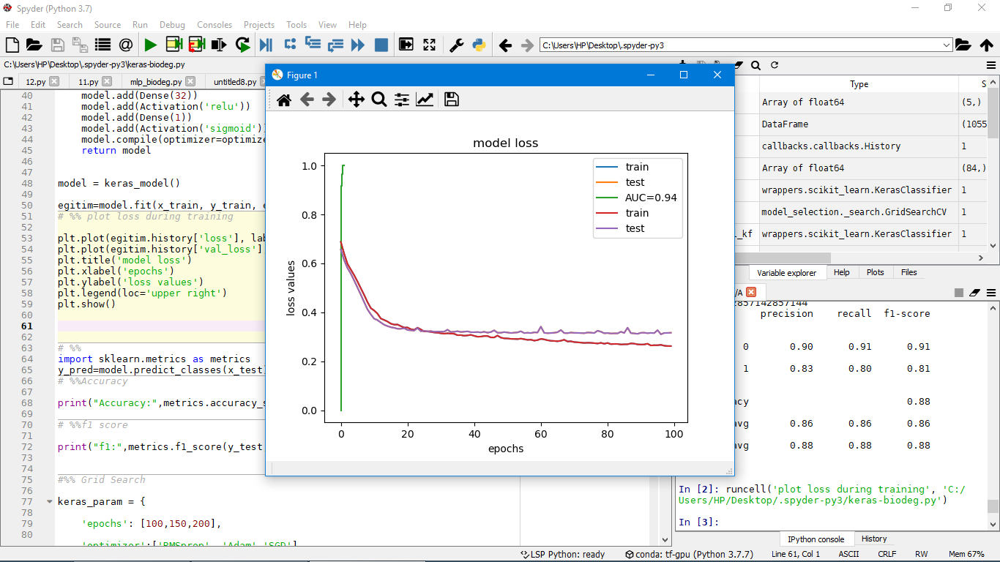 Spyder (Python 3.7)
File Edit Search Source Run Debug Consoles Projects Tools View Help
C:\Users\HP\Desktop\.spyder-py3
C:\Users\HP\Desktop\.spyder-py3\keras-biodeg.py
12.py 11.py mlp_biodeg.py untitled8.py
40 model.add(Dense(32))
41 model.add(Activation('relu'))
42 model.add(Dense(1))
43 model.add(Activation('sigmoid')
44 model.compile(optimizer=optimize
45 return model
46
47
48 model = keras_model()
49
50 egitim=model.fit(x_train, y_train, e
51 # %% plot loss during training
52
53 plt.plot(egitim.history['loss'], lab
54 plt.plot(egitim.history['val_loss']
55 plt.title('model loss')
56 plt.xlabel('epochs')
57 plt.ylabel('loss values')
58 plt.legend(loc='upper right')
59 plt.show()
60
61
62
63 # %%
64 import sklearn.metrics as metrics
65 y_pred=model.predict_classes(x_test)
66 # %%Accuracy
67
68 print("Accuracy:",metrics.accuracy_s
69
70 # %%f1 score
71
72 print("f1:",metrics.f1_score(y_test
73
74
75 #%% Grid Search
76
77 keras_param = {
78
79 'epochs': [100,150,200],
80
'optimizer':['RMSprop', 'Adam','SGD']
Figure 1
model loss
train
test
AUC=0.94
train
test
loss values
1.0
0.8
0.6
0.4
0.2
0.0
0 20 40 60 80 100
epochs
Type S
Array of float64 (5,)
DataFrame (1055
callbacks.callbacks.History 1
Array of float64 (84,)
wrappers.scikit_learn.KerasClassifier 1
model_selection._search.GridSearchCV 1
_kf wrappers.scikit_learn.KerasClassifier 1
Variable explorer Help Plots Files
/A
2857142857144
precision recall f1-score
0 0.90 0.91 0.91
1 0.83 0.80 0.81
acy 0.88
avg 0.86 0.86 0.86
avg 0.88 0.88 0.88
In [2]: runcell('plot loss during training', 'C:/
Users/HP/Desktop/.spyder-py3/keras-biodeg.py')
In [3]:
IPython console History
LSP Python: ready conda: tf-gpu (Python 3.7.7) Line 61, Col 1 ASCII CRLF RW Mem 67%